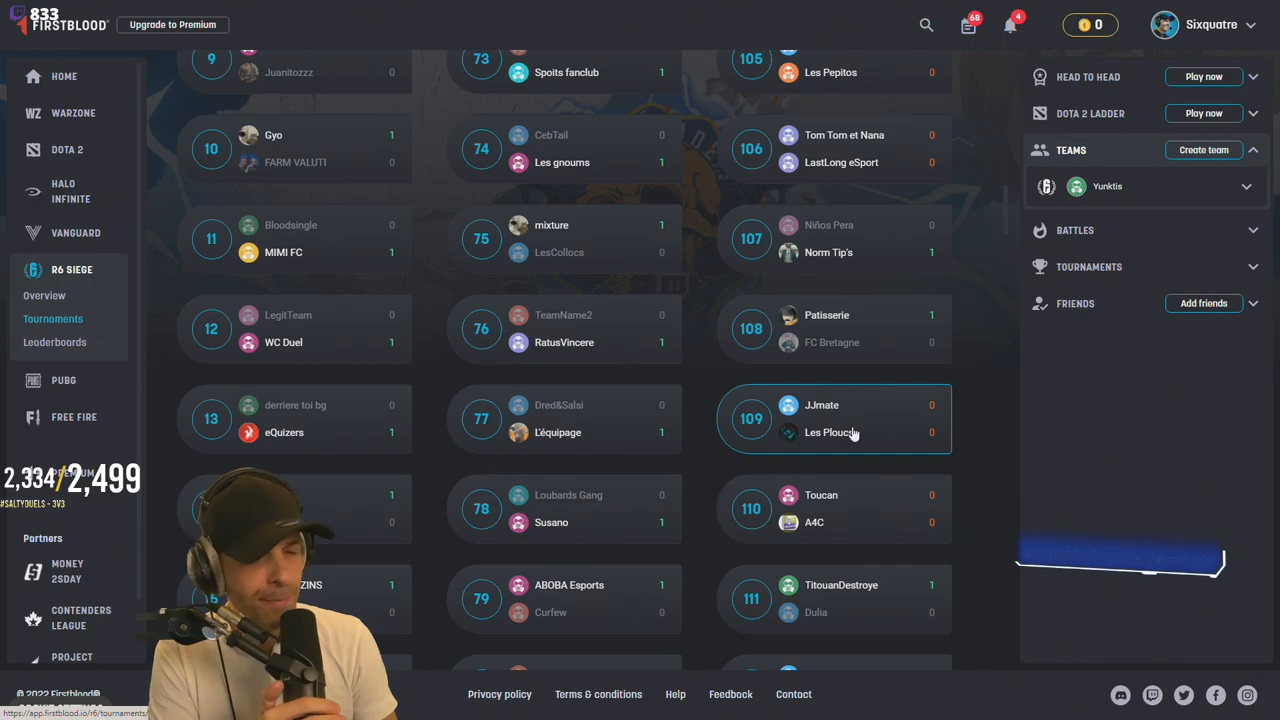 833
FIRSTBLOOD
Upgrade to Premium
68
4
0
Sixquatre
HOME
WARZONE
DOTA 2
HALO
INFINITE
VANGUARD
R6 SIEGE
Overview
Tournaments
Leaderboards
PUBG
FREE FIRE
2,334/2,499
#SALTYDUELS - 3V3
Partners
MONEY
2SDAY
CONTENDERS
LEAGUE
PROJECT
9
Juanitozzz 0
10
Gyo 1
FARM VALUTI 0
11
Bloodsingle 0
MIMI FC 1
12
LegitTeam 0
WC Duel 1
13
derriere toi bg 0
eQuizers 1
1
0
ZINS 1
0
73
Spoits fanclub 1
74
CebTail 0
Les gnoums 1
75
mixture 1
LesCollocs 0
76
TeamName2 0
RatusVincere 1
77
Dred&Salsi 0
L'équipage 1
78
Loubards Gang 0
Susano 1
79
ABOBA Esports 1
Curfew 0
105
Les Pepitos 0
106
Tom Tom et Nana 0
LastLong eSport 0
107
Niños Pera 0
Norm Tip's 1
108
Patisserie 1
FC Bretagne 0
109
JJmate 0
Les Ploucs 0
110
Toucan 0
A4C 0
111
TitouanDestroye 1
Dulia 0
HEAD TO HEAD Play now
DOTA 2 LADDER Play now
TEAMS Create team
Yunktis
BATTLES
TOURNAMENTS
FRIENDS Add friends
© 2022 Firstblood®
Privacy policy
Terms & conditions
Help
Feedback
Contact
https://app.firstblood.io/r6/tournaments/